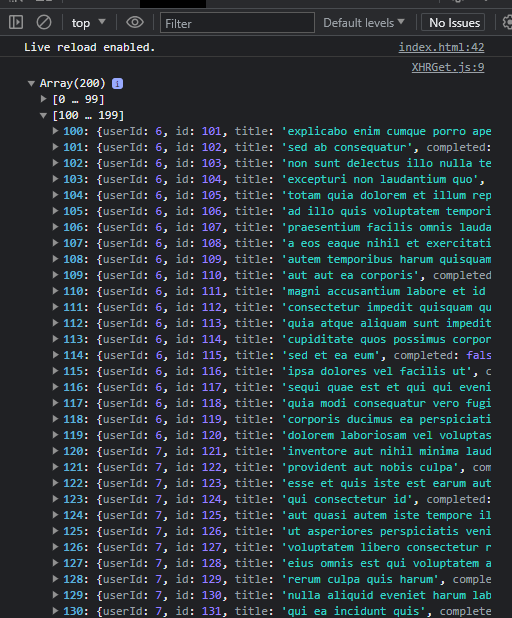 top Filter Default levels No Issues
Live reload enabled. index.html:42
XHRGet.js:9
Array(200) i
[0 … 99]
[100 … 199]
100: {userId: 6, id: 101, title: 'explicabo enim cumque porro ape
101: {userId: 6, id: 102, title: 'sed ab consequatur', completed:
102: {userId: 6, id: 103, title: 'non sunt delectus illo nulla te
103: {userId: 6, id: 104, title: 'excepturi non laudantium quo',
104: {userId: 6, id: 105, title: 'totam quia dolorem et illum rep
105: {userId: 6, id: 106, title: 'ad illo quis voluptatem tempori
106: {userId: 6, id: 107, title: 'praesentium facilis omnis lauda
107: {userId: 6, id: 108, title: 'a eos eaque nihil et exercitati
108: {userId: 6, id: 109, title: 'autem temporibus harum quisquam
109: {userId: 6, id: 110, title: 'aut aut ea corporis', completed
110: {userId: 6, id: 111, title: 'magni accusantium labore et id
111: {userId: 6, id: 112, title: 'consectetur impedit quisquam qu
112: {userId: 6, id: 113, title: 'quia atque aliquam sunt impedit
113: {userId: 6, id: 114, title: 'cupiditate quos possimus corpor
114: {userId: 6, id: 115, title: 'sed et ea eum', completed: fals
115: {userId: 6, id: 116, title: 'ipsa dolores vel facilis ut', c
116: {userId: 6, id: 117, title: 'sequi quae est et qui qui eveni
117: {userId: 6, id: 118, title: 'quia modi consequatur vero fugi
118: {userId: 6, id: 119, title: 'corporis ducimus ea perspiciati
119: {userId: 6, id: 120, title: 'dolorem laboriosam vel voluptas
120: {userId: 7, id: 121, title: 'inventore aut nihil minima laud
121: {userId: 7, id: 122, title: 'provident aut nobis culpa', com
122: {userId: 7, id: 123, title: 'esse et quis iste est earum aut
123: {userId: 7, id: 124, title: 'qui consectetur id', completed:
124: {userId: 7, id: 125, title: 'aut quasi autem iste tempore il
125: {userId: 7, id: 126, title: 'ut asperiores perspiciatis veni
126: {userId: 7, id: 127, title: 'voluptatem libero consectetur r
127: {userId: 7, id: 128, title: 'eius omnis est qui voluptatem a
128: {userId: 7, id: 129, title: 'rerum culpa quis harum', comple
129: {userId: 7, id: 130, title: 'nulla aliquid eveniet harum lab
130: {userId: 7, id: 131, title: 'qui ea incidunt quis', complete